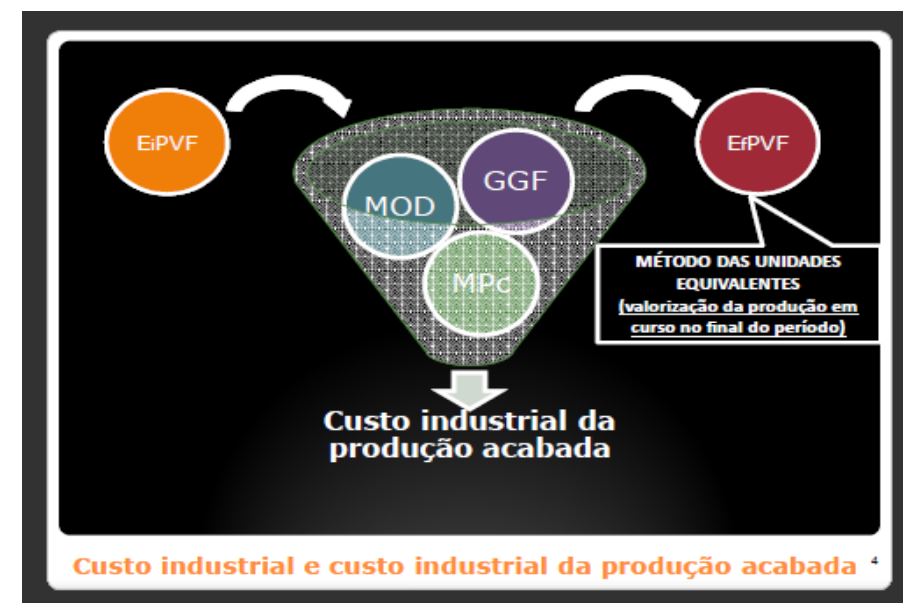 EiPVF
EfPVF
GGF
MOD
MPc
MÉTODO DAS UNIDADES
EQUIVALENTES
(valorização da produção em
curso no final do período)
Custo industrial da
produção acabada
Custo industrial e custo industrial da produção acabada 4